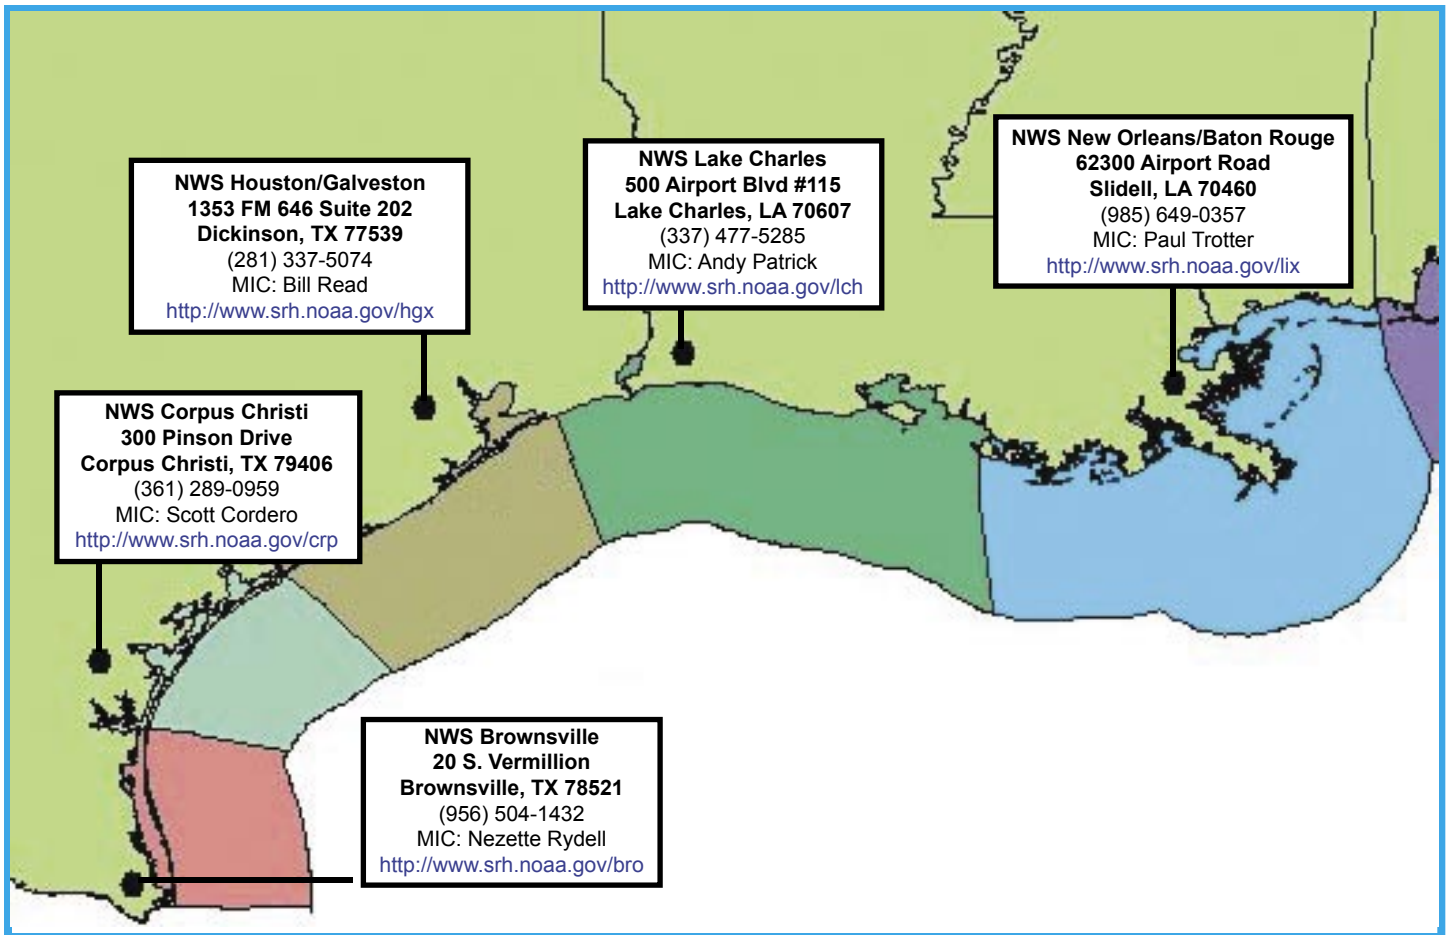 NWS Houston/Galveston
1353 FM 646 Suite 202
Dickinson, TX 77539
(281) 337-5074
MIC: Bill Read
http://www.srh.noaa.gov/hgx
NWS Lake Charles
500 Airport Blvd #115
Lake Charles, LA 70607
(337) 477-5285
MIC: Andy Patrick
http://www.srh.noaa.gov/lch
NWS New Orleans/Baton Rouge
62300 Airport Road
Slidell, LA 70460
(985) 649-0357
MIC: Paul Trotter
http://www.srh.noaa.gov/lix
NWS Corpus Christi
300 Pinson Drive
Corpus Christi, TX 79406
(361) 289-0959
MIC: Scott Cordero
http://www.srh.noaa.gov/crp
NWS Brownsville
20 S. Vermillion
Brownsville, TX 78521
(956) 504-1432
MIC: Nezette Rydell
http://www.srh.noaa.gov/bro